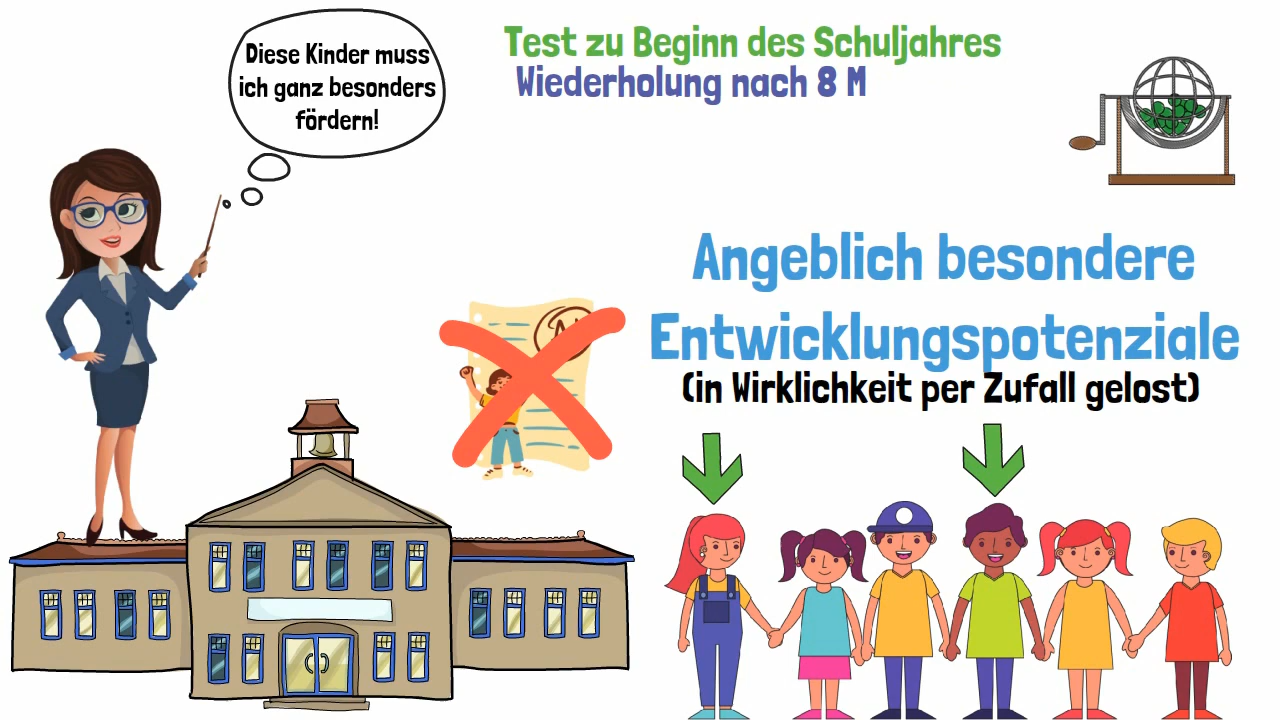 Diese Kinder muss
ich ganz besonders
fördern!
Test zu Beginn des Schuljahres
Wiederholung nach 8 M
Angeblich besondere
Entwicklungspotenziale
(in Wirklichkeit per Zufall gelost)